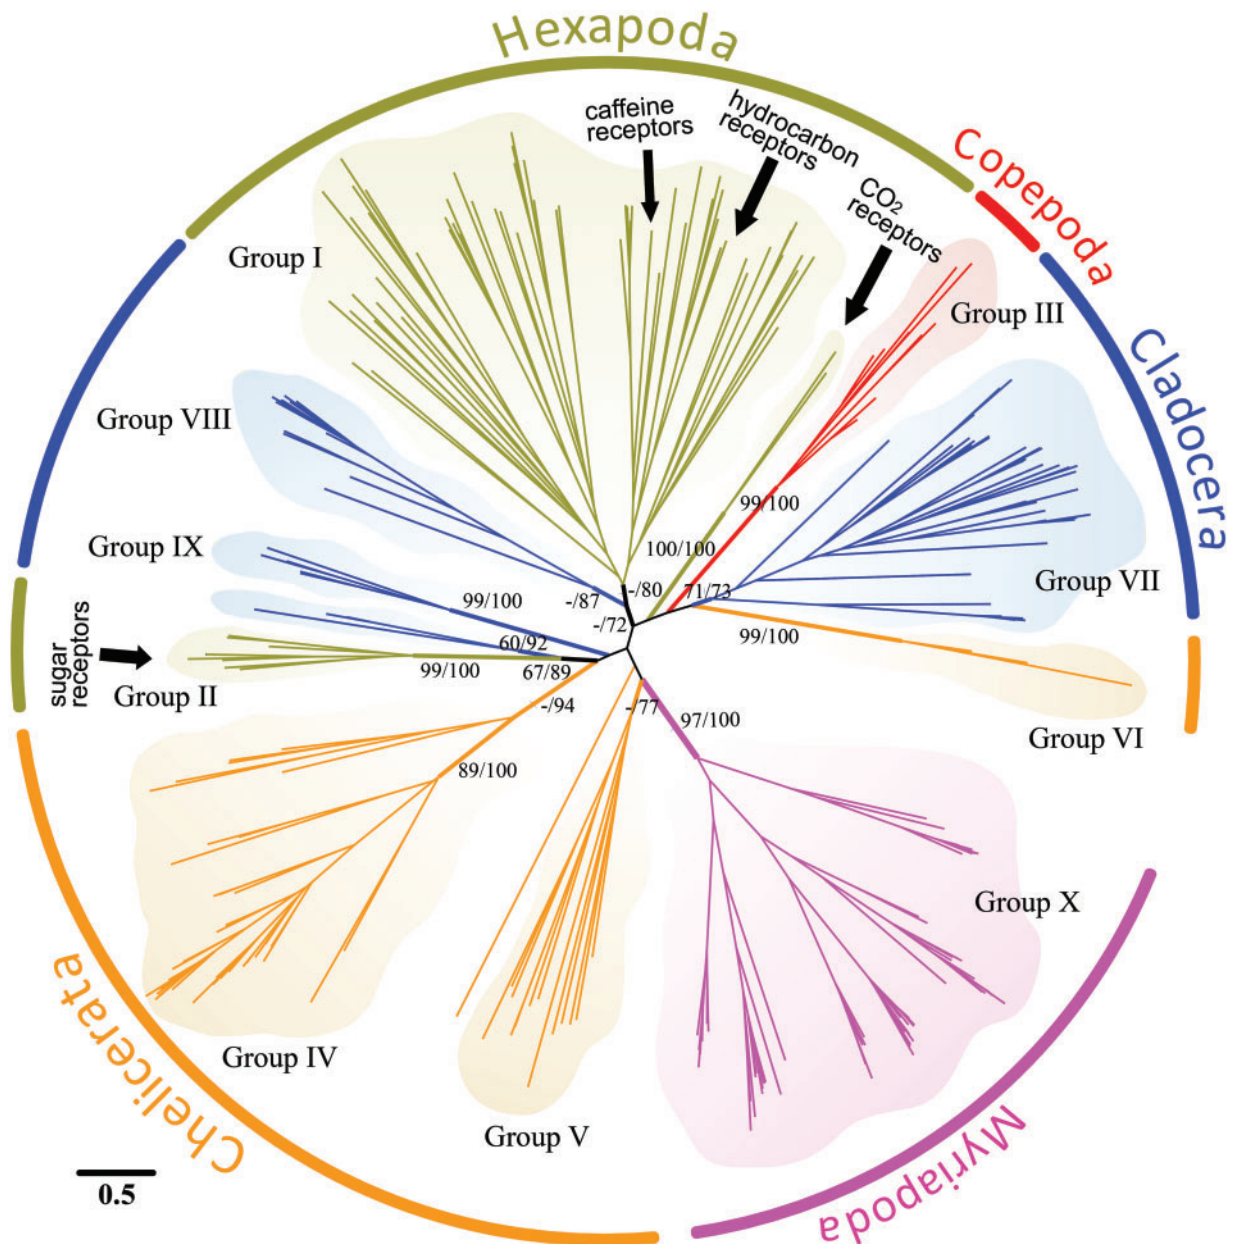 Hexapoda
caffeine
receptors
hydrocarbon
receptors
CO2
receptors
Copepoda
Group I
Group III
Cladocera
Group VIII
99/100
Group IX
100/100
Group VII
-/80
71/73
99/100
-/87
-/72
99/100
60/92
sugar
receptors
99/100
67/89
Group II
-/94
-/77
97/100
Group VI
89/100
Group X
Chelicerata
Group IV
Group V
Myriapoda
0.5